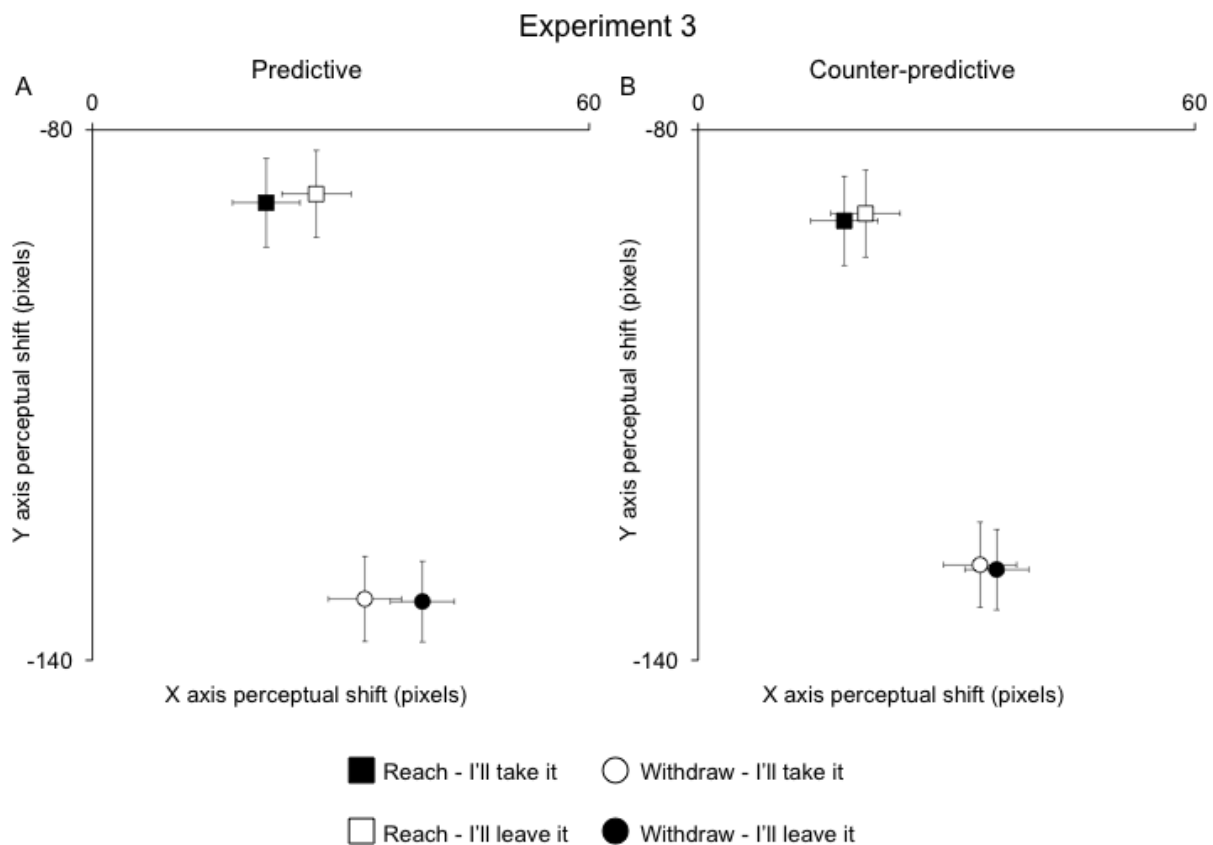 Experiment 3
A
Predictive
0
60
-80
Y axis perceptual shift (pixels)
-140
X axis perceptual shift (pixels)
B
Counter-predictive
0
60
-80
Y axis perceptual shift (pixels)
-140
X axis perceptual shift (pixels)
Reach - I'll take it
Withdraw - I'll take it
Reach - I'll leave it
Withdraw - I'll leave it